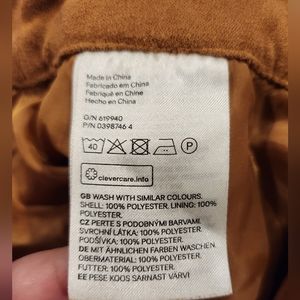 Made in China
Fabricado em China
Fabriqué en Chine
Hecho en China
O/N 619940
P/N 0398746 4
40
P
clevercare.info
GB WASH WITH SIMILAR COLOURS.
SHELL: 100% POLYESTER. LINING: 100%
POLYESTER.
CZ PERTE S PODOBNÝMI BARVAMI.
SVRCHNÍ LÁTKA: 100% POLYESTER.
PODŠÍVKA: 100% POLYESTER.
DE MIT ÄHNLICHEN FARBEN WASCHEN.
OBERMATERIAL: 100% POLYESTER.
FUTTER: 100% POLYESTER.
EE PESE KOOS SARNAST VÄRVI